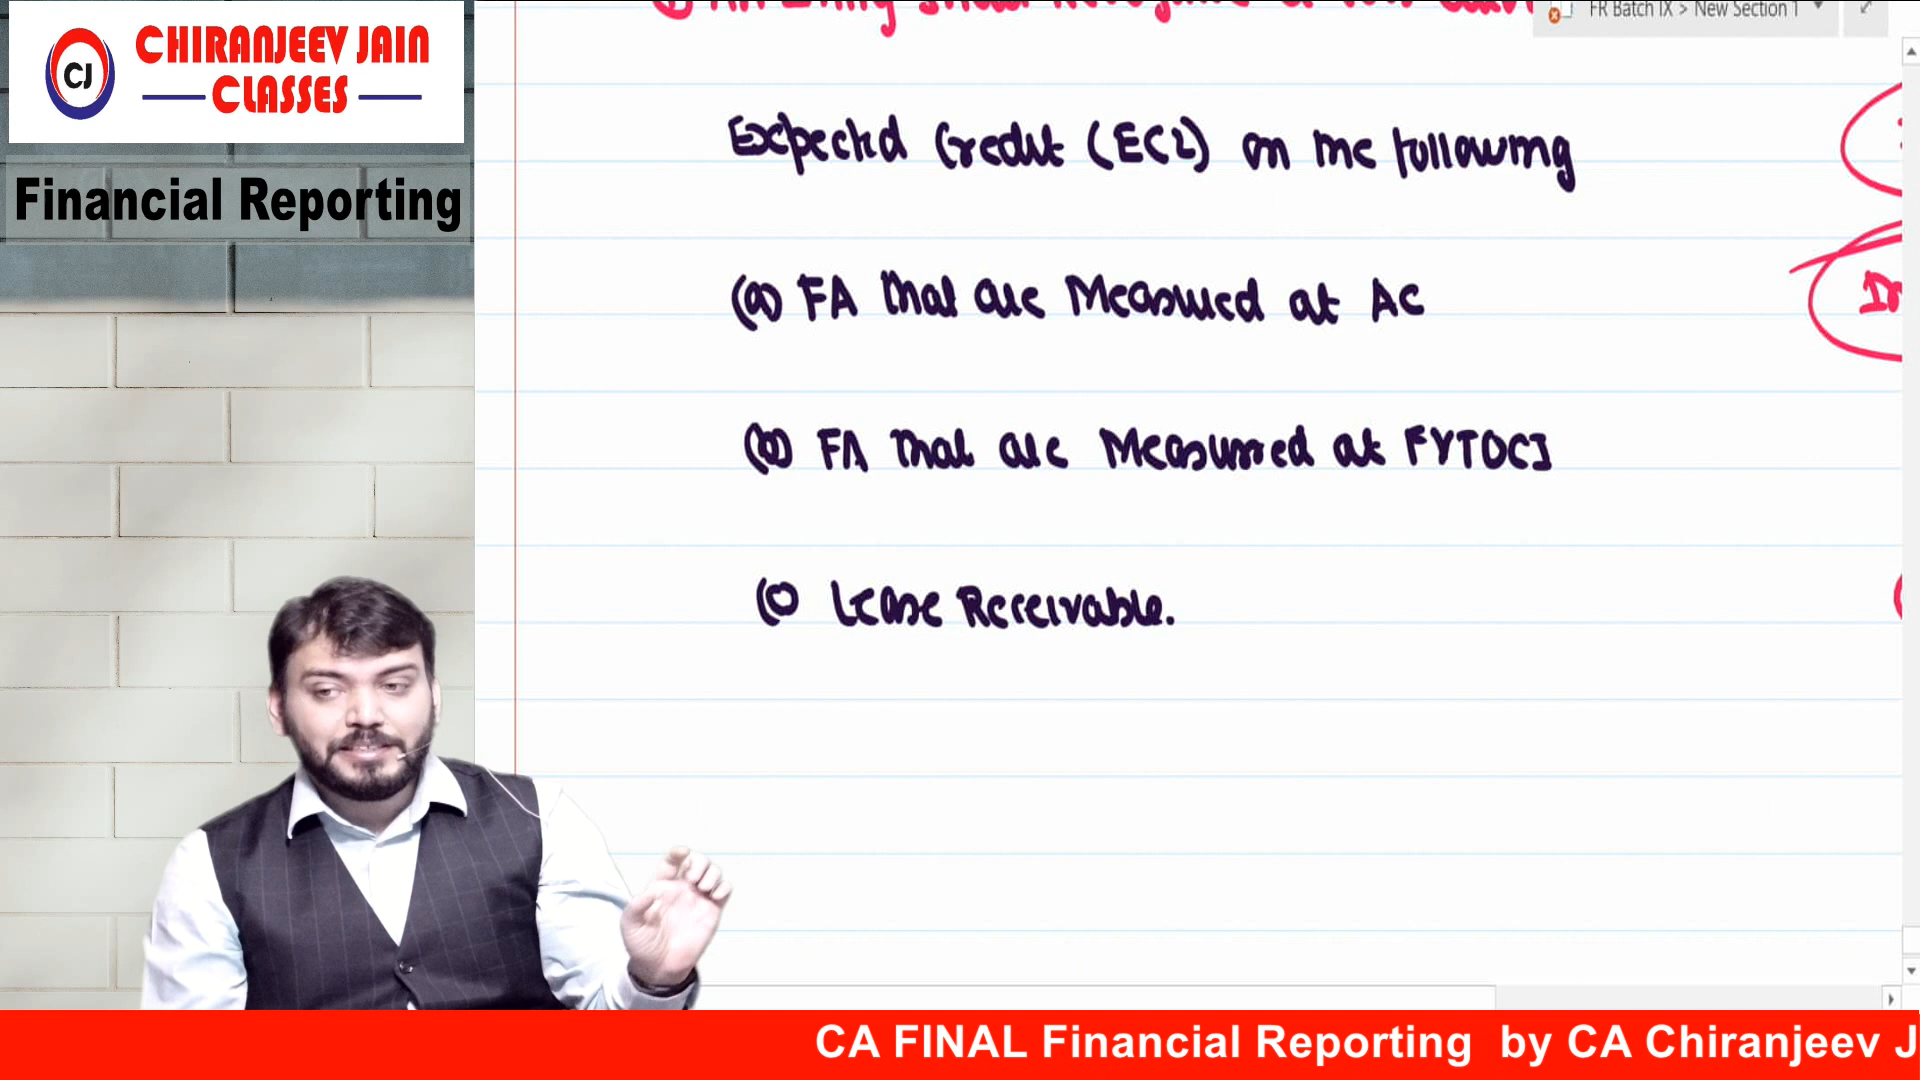 CHIRANJEEV JAIN
CLASSES
CJ
Financial Reporting
FR Batch IX > New Section 1
Expected Credit (ECL) on the following
(a) FA that are Measured at AC
(b) FA that are Measured at FVTOCI
(c) Lease Receivable.
CA FINAL Financial Reporting by CA Chiranjeev J